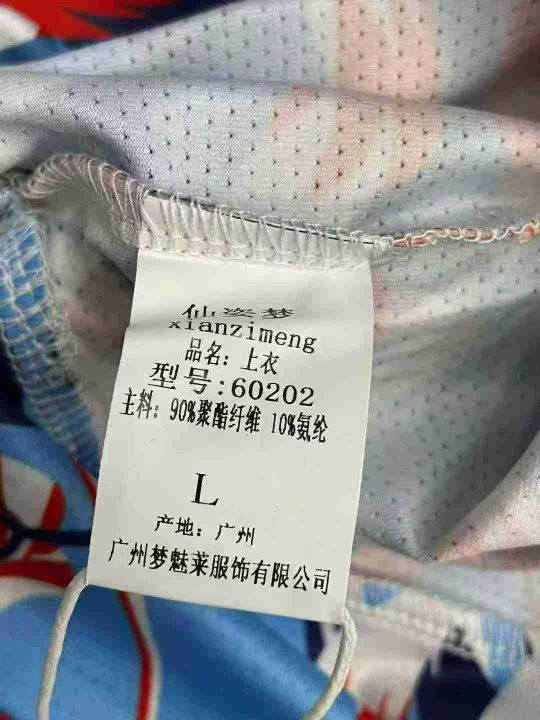 仙姿梦
xianzimeng
品名：上衣
型号:60202
主料：90%聚酯纤维 10%氨纶
L
产地：广州
广州梦魅莱服饰有限公司